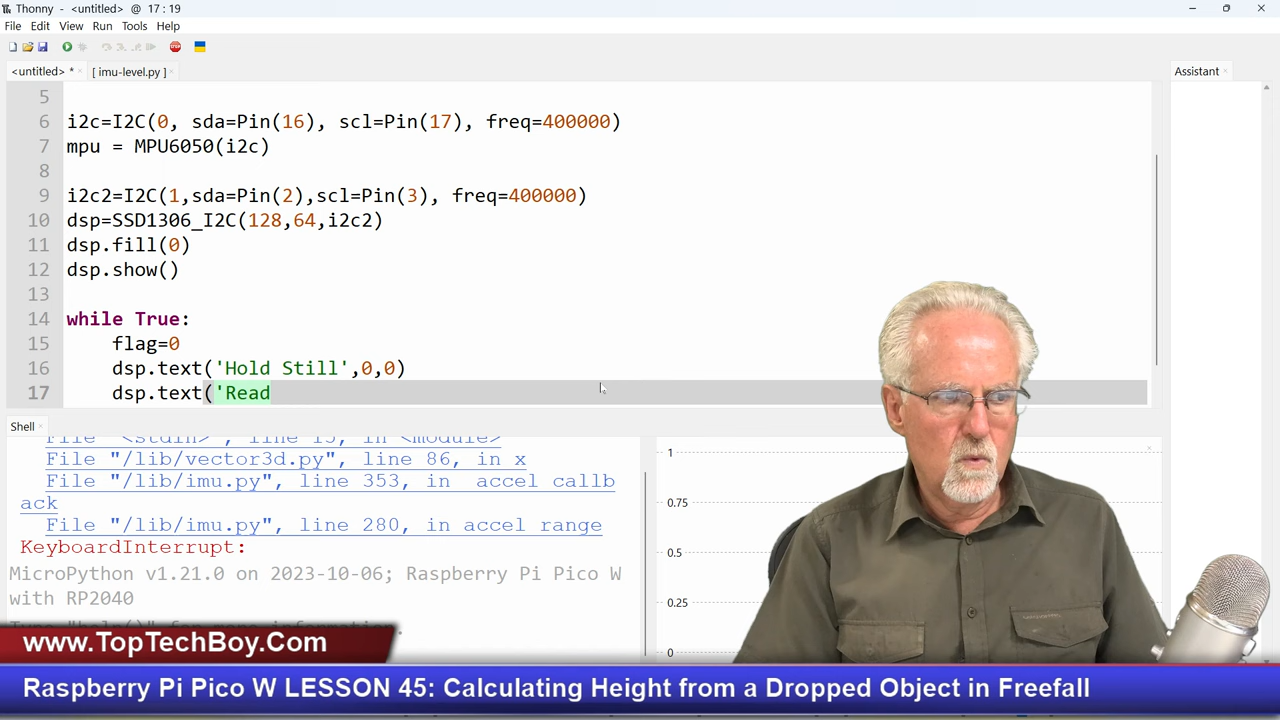 Thonny - <untitled> @ 17 : 19
File Edit View Run Tools Help
<untitled> *
[ imu-level.py ]
Assistant
5
6 i2c=I2C(0, sda=Pin(16), scl=Pin(17), freq=400000)
7 mpu = MPU6050(i2c)
8
9 i2c2=I2C(1,sda=Pin(2),scl=Pin(3), freq=400000)
10 dsp=SSD1306_I2C(128,64,i2c2)
11 dsp.fill(0)
12 dsp.show()
13
14 while True:
15 flag=0
16 dsp.text('Hold Still',0,0)
17 dsp.text('Read
Shell
File "<stdin>", line 15, in <module>
File "/lib/vector3d.py", line 86, in x
File "/lib/imu.py", line 353, in accel callb
ack
File "/lib/imu.py", line 280, in accel range
KeyboardInterrupt:
MicroPython v1.21.0 on 2023-10-06; Raspberry Pi Pico W
with RP2040
1
0.75
0.5
0.25
0
www.TopTechBoy.Com
Raspberry Pi Pico W LESSON 45: Calculating Height from a Dropped Object in Freefall